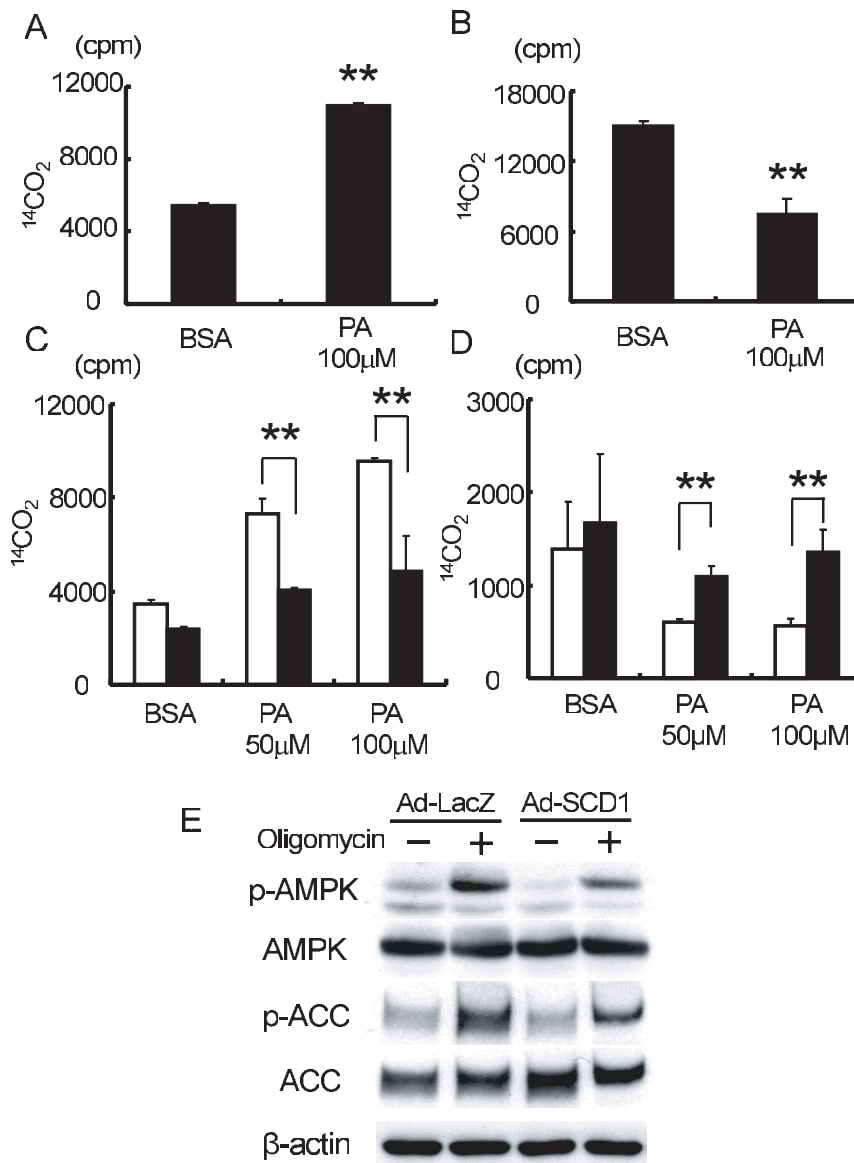 A
(cpm)
12000
8000
4000
0
¹⁴CO₂
**
BSA
PA
100μM
B
(cpm)
18000
12000
6000
0
¹⁴CO₂
**
BSA
PA
100μM
C
(cpm)
12000
8000
4000
0
¹⁴CO₂
**
**
BSA
PA
50μM
PA
100μM
D
(cpm)
3000
2000
1000
0
¹⁴CO₂
**
**
BSA
PA
50μM
PA
100μM
E
Ad-LacZ Ad-SCD1
Oligomycin − + − +
p-AMPK
AMPK
p-ACC
ACC
β-actin